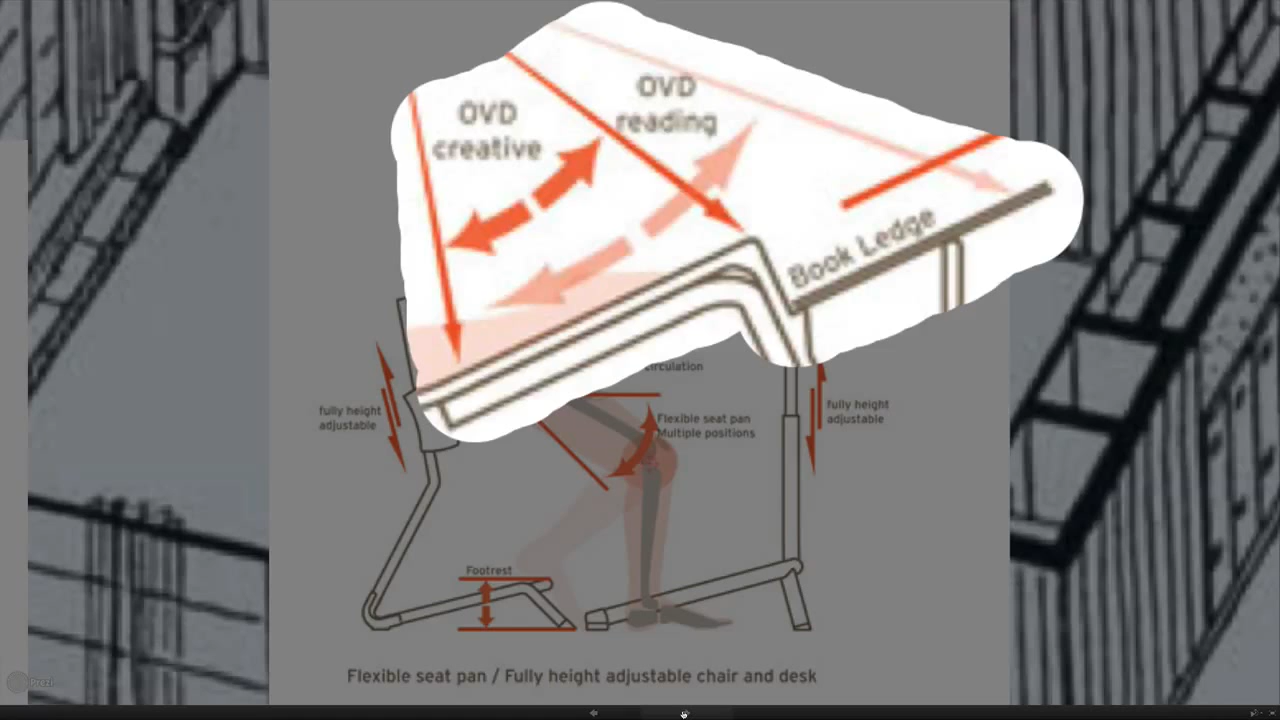 OVD
creative
OVD
reading
Book Ledge
circulation
fully height
adjustable
Flexible seat pan
Multiple positions
fully height
adjustable
Footrest
Flexible seat pan / Fully height adjustable chair and desk
Prezi